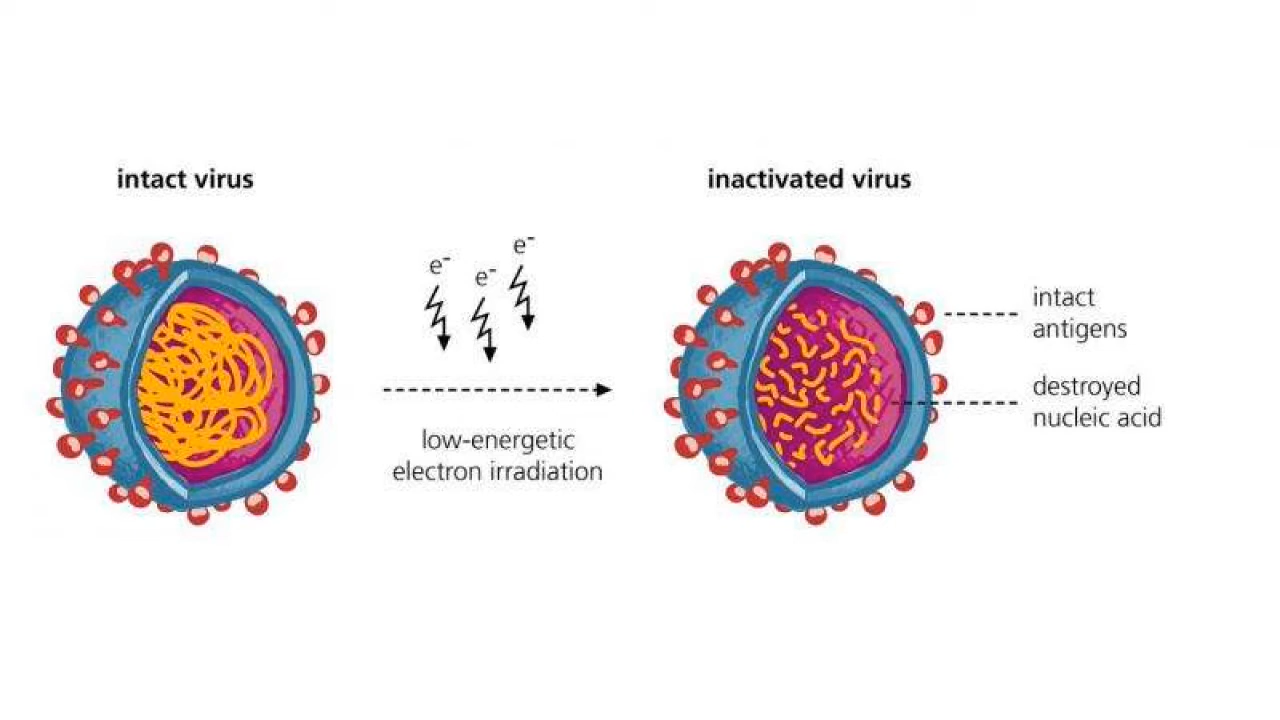 intact virus
inactivated virus
e-
e-
e-
low-energetic
electron irradiation
intact
antigens
destroyed
nucleic acid